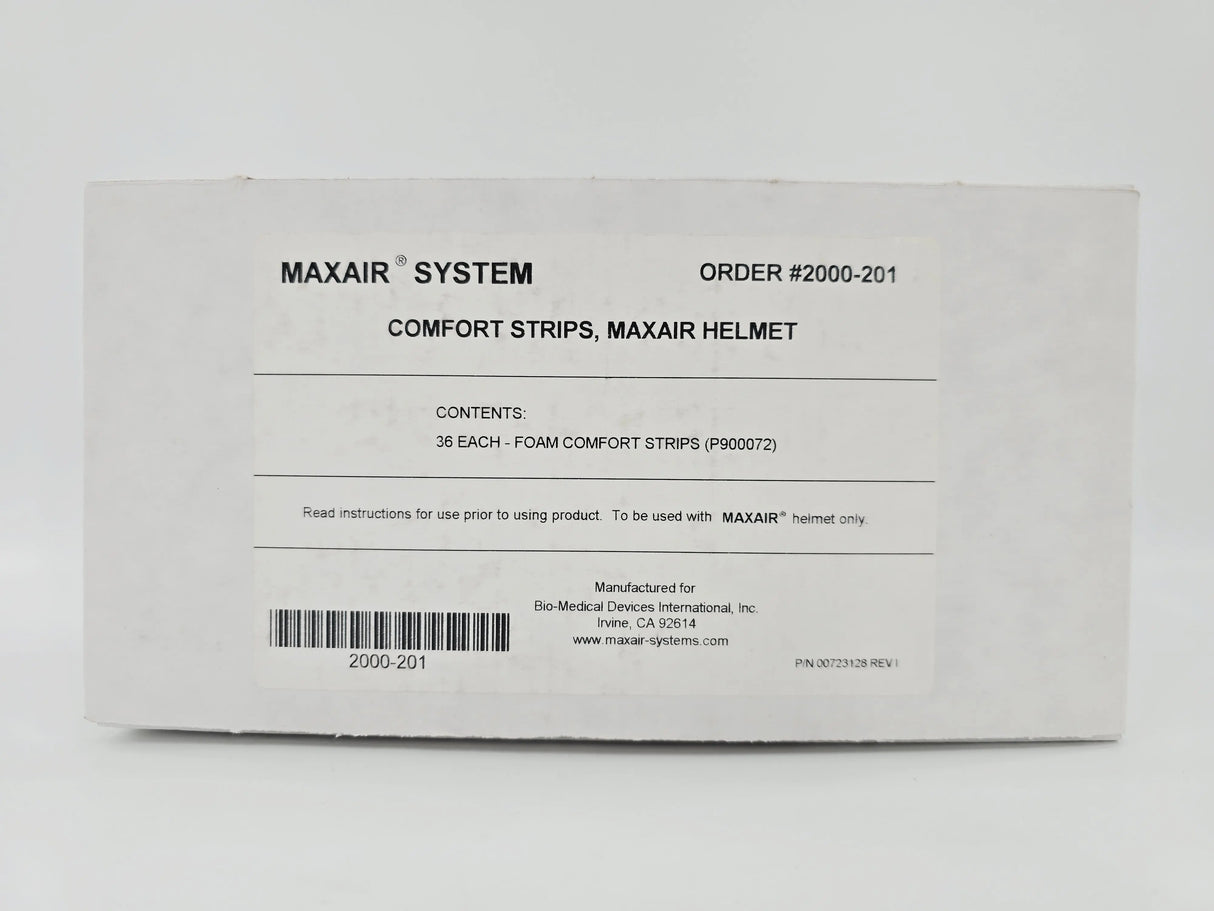 MAXAIR® SYSTEM ORDER #2000-201
COMFORT STRIPS, MAXAIR HELMET
CONTENTS:
36 EACH - FOAM COMFORT STRIPS (P900072)
Read instructions for use prior to using product. To be used with MAXAIR® helmet only.
Manufactured for
Bio-Medical Devices International, Inc.
Irvine, CA 92614
www.maxair-systems.com
2000-201
P/N 00723128 REV I